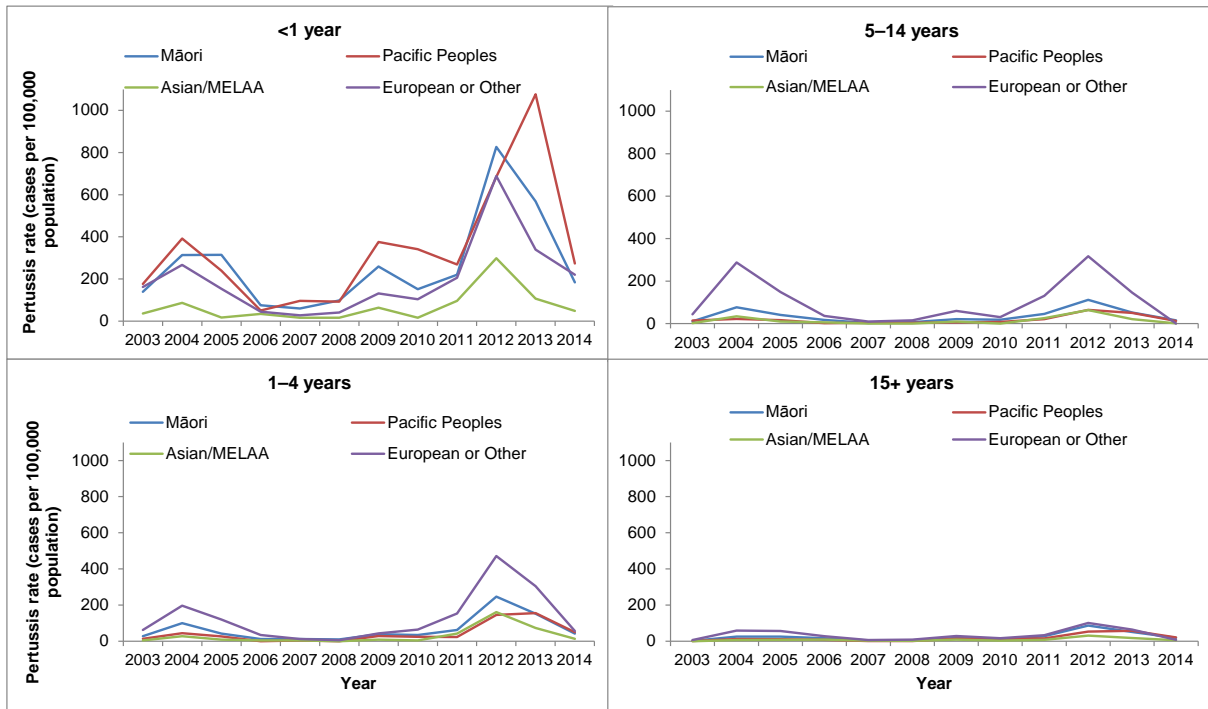 <1 year
Māori Pacific Peoples
Asian/MELAA European or Other
Pertussis rate (cases per 100,000
population)
1000
800
600
400
200
0
2003 2004 2005 2006 2007 2008 2009 2010 2011 2012 2013 2014
5–14 years
Māori Pacific Peoples
Asian/MELAA European or Other
1000
800
600
400
200
0
2003 2004 2005 2006 2007 2008 2009 2010 2011 2012 2013 2014
1–4 years
Māori Pacific Peoples
Asian/MELAA European or Other
Pertussis rate (cases per 100,000
population)
1000
800
600
400
200
0
2003 2004 2005 2006 2007 2008 2009 2010 2011 2012 2013 2014
Year
15+ years
Māori Pacific Peoples
Asian/MELAA European or Other
1000
800
600
400
200
0
2003 2004 2005 2006 2007 2008 2009 2010 2011 2012 2013 2014
Year